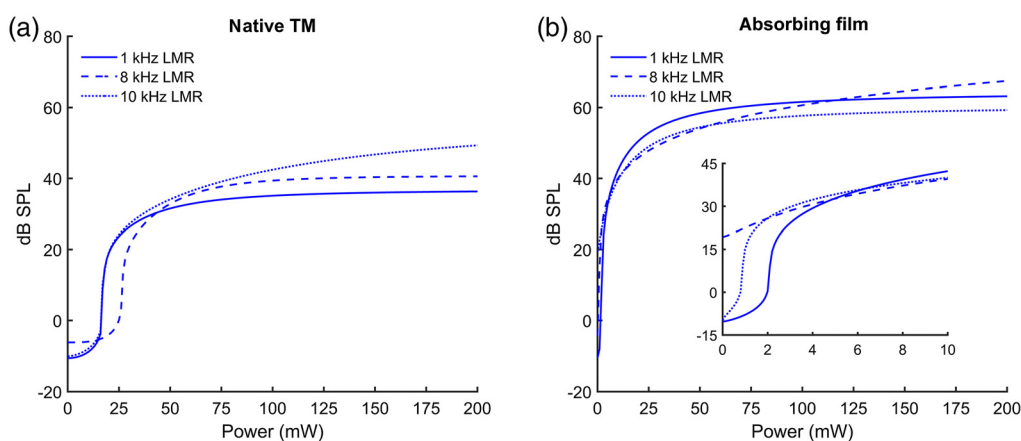 (a)
Native TM
80
60
40
20
0
-20
dB SPL
1 kHz LMR
8 kHz LMR
10 kHz LMR
0 25 50 75 100 125 150 175 200
Power (mW)
(b)
Absorbing film
80
60
40
20
0
-20
dB SPL
1 kHz LMR
8 kHz LMR
10 kHz LMR
45
30
15
0
-15
0 2 4 6 8 10
0 25 50 75 100 125 150 175 200
Power (mW)